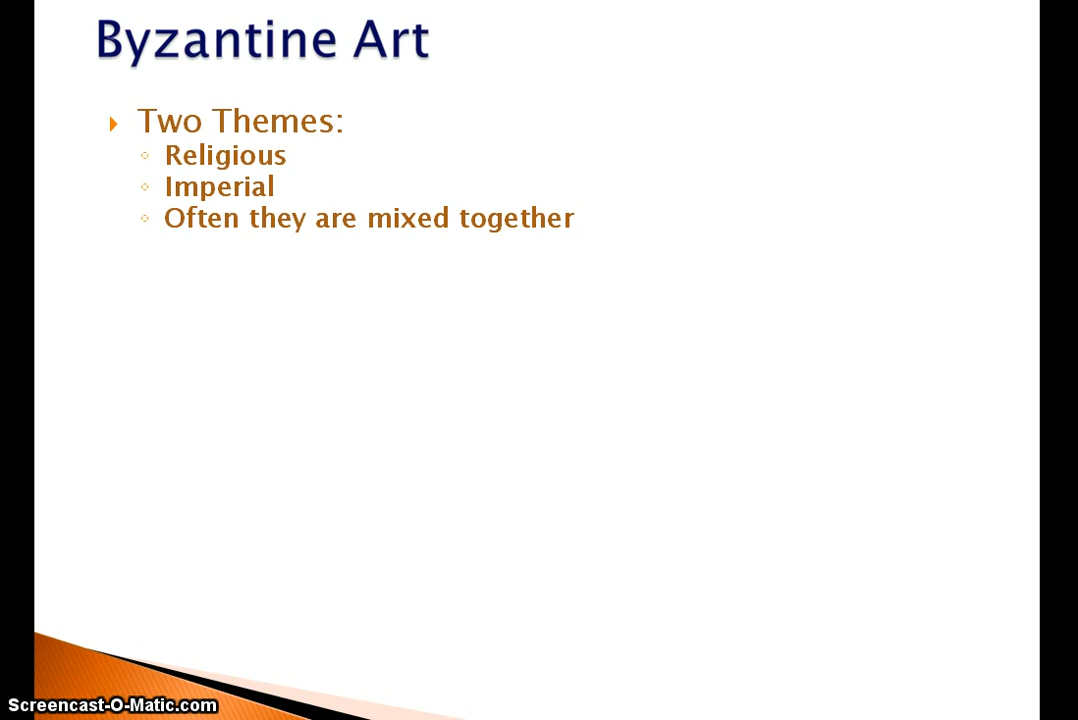 Byzantine Art
Two Themes:
Religious
Imperial
Often they are mixed together
Screencast-O-Matic.com